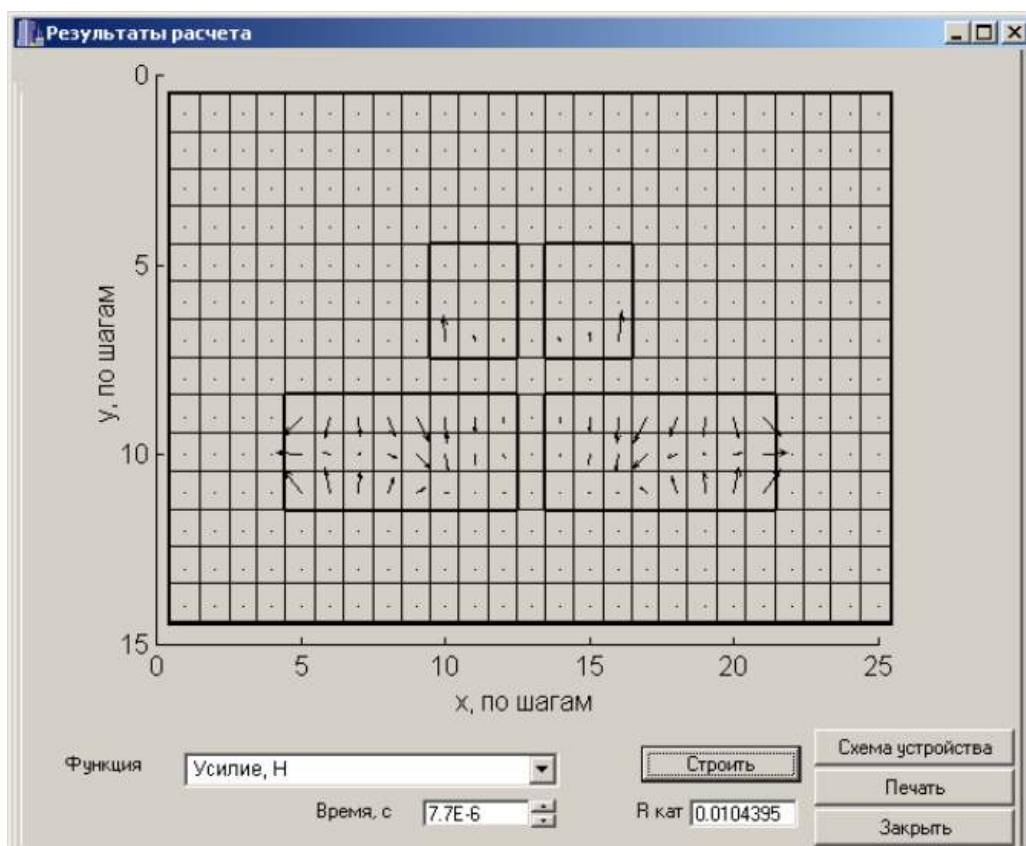 Результаты расчета
0
5
10
15
y, по шагам
0 5 10 15 20 25
x, по шагам
Функция
Усилие, Н
Строить
Схема устройства
Время, с
7.7E-6
R кат
0.0104395
Печать
Закрыть